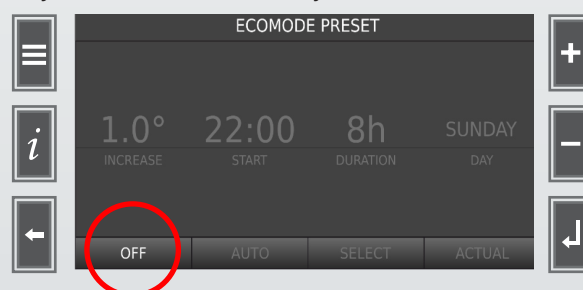 ECOMODE PRESET
+
i
1.0° 22:00 8h SUNDAY
INCREASE START DURATION DAY
−
OFF AUTO SELECT ACTUAL